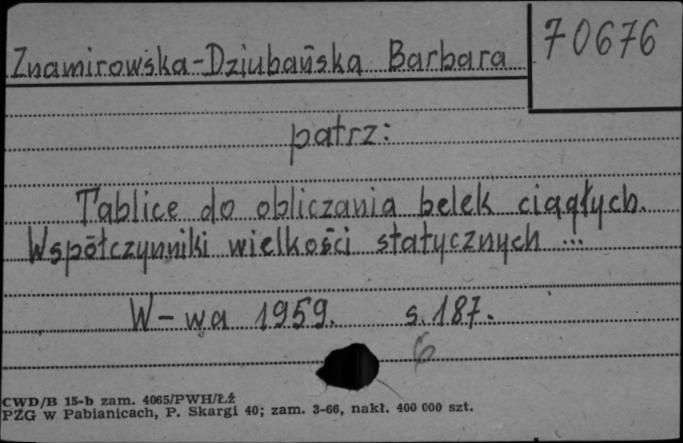 Znamirowska-Dziubańska Barbara
70676
patrz:
Tablice do obliczania belek ciągłych.
Współczynniki wielkości statycznych ...
W-wa 1959. s. 187.
6
CWD/B 15-b zam. 4065/PWH/Łź
PZG w Pabianicach, P. Skargi 40; zam. 3-66, nakł. 400 000 szt.